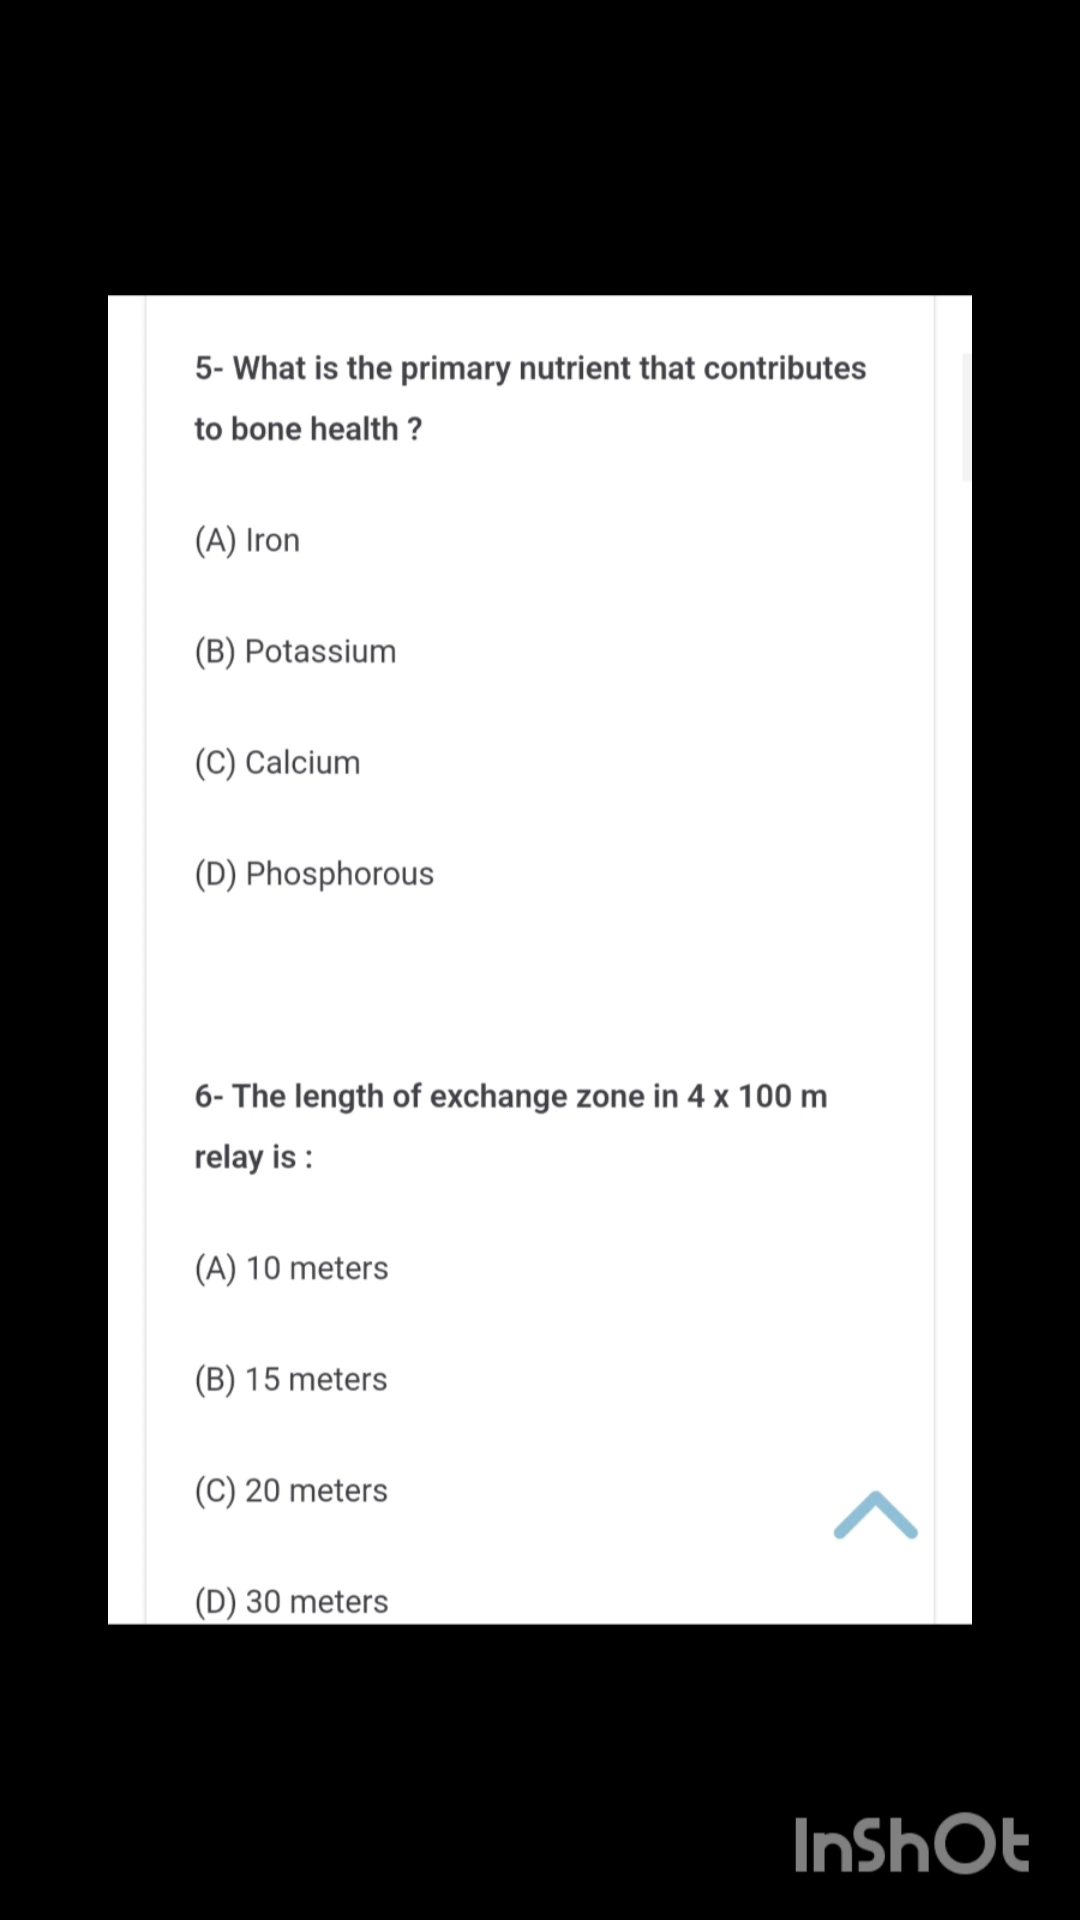 5- What is the primary nutrient that contributes
to bone health ?
(A) Iron
(B) Potassium
(C) Calcium
(D) Phosphorous
6- The length of exchange zone in 4 x 100 m
relay is :
(A) 10 meters
(B) 15 meters
(C) 20 meters
(D) 30 meters
InShOt